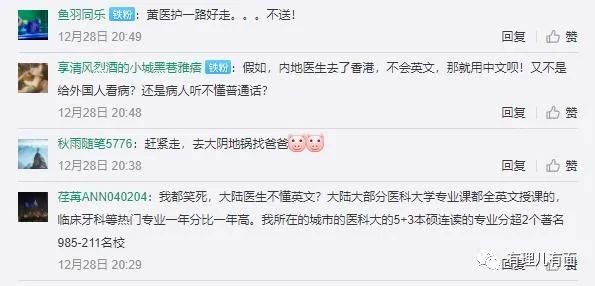 鱼羽同乐 铁粉：黄医护一路好走。。。不送！
12月28日 20:49
回复 赞
享清风烈酒的小城黑巷雅痞 铁粉：假如，内地医生去了香港，不会英文，那就用中文呗！又不是
给外国人看病？还是病人听不懂普通话？
12月28日 20:48
回复 赞
秋雨随笔5776：赶紧走，去大阴地锅找爸爸
12月28日 20:38
回复 赞
荏苒ANN040204：我都笑死，大陆医生不懂英文？大陆大部分医科大学专业课都全英文授课的，
临床牙科等热门专业一年分比一年高。我所在的城市的医科大的5+3本硕连读的专业分超2个著名
985-211名校
12月28日 20:29
回复 赞
有理儿有面